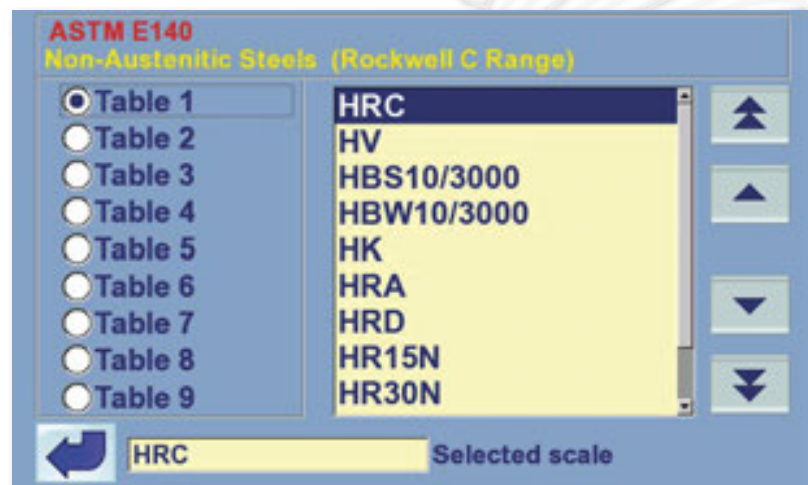 ASTM E140
Non-Austenitic Steels (Rockwell C Range)
Table 1
Table 2
Table 3
Table 4
Table 5
Table 6
Table 7
Table 8
Table 9
HRC
HV
HBS10/3000
HBW10/3000
HK
HRA
HRD
HR15N
HR30N
HRC Selected scale